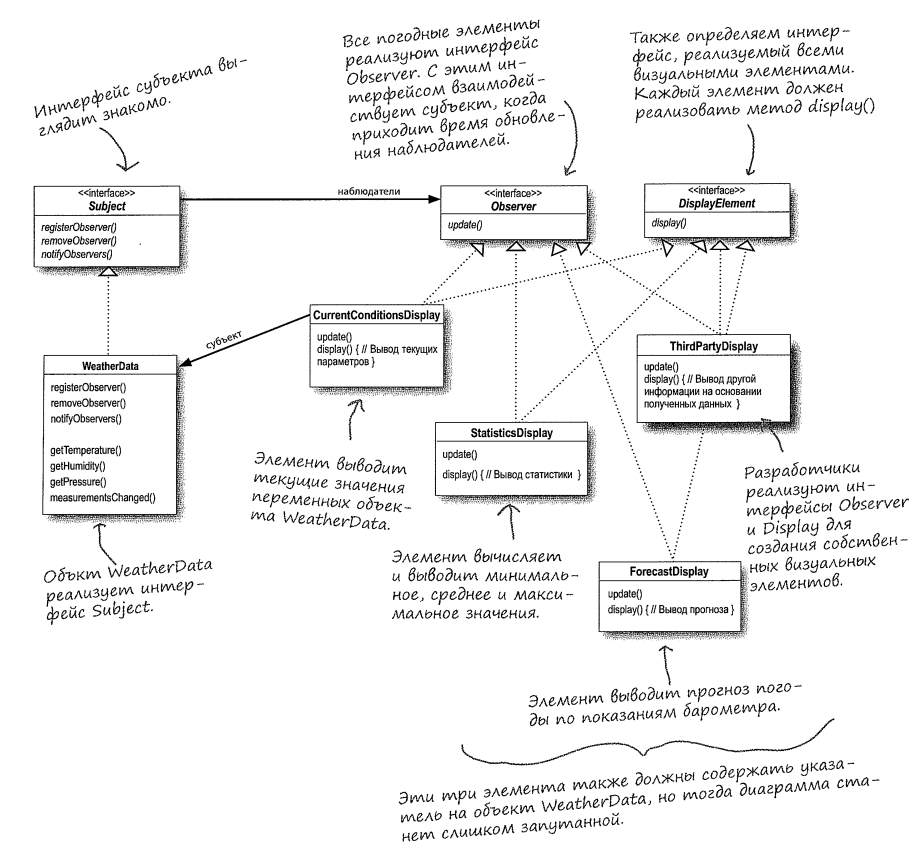 Интерфейс субъекта вы-
глядит знакомо.
Все погодные элементы
реализуют интерфейс
Observer. С этим ин-
терфейсом взаимодей-
ствует субъект, когда
приходит время обновле-
ния наблюдателей.
Также определяем интер-
фейс, реализуемый всеми
визуальными элементами.
Каждый элемент должен
реализовать метод display()
<<interface>>
Subject
registerObserver()
removeObserver()
notifyObservers()
наблюдатели
<<interface>>
Observer
update()
<<interface>>
DisplayElement
display()
субъект
CurrentConditionsDisplay
update()
display() { // Вывод текущих
параметров }
ThirdPartyDisplay
update()
display() { // Вывод другой
информации на основании
полученных данных }
WeatherData
registerObserver()
removeObserver()
notifyObservers()
getTemperature()
getHumidity()
getPressure()
measurementsChanged()
StatisticsDisplay
update()
display() { // Вывод статистики }
Элемент выводит
текущие значения
переменных объек-
та WeatherData.
Разработчики
реализуют ин-
терфейсы Observer
и Display для
создания собствен-
ных визуальных
элементов.
Объкт WeatherData
реализует интер-
фейс Subject.
Элемент вычисляет
и выводит минималь-
ное, среднее и макси-
мальное значения.
ForecastDisplay
update()
display() { // Вывод прогноза }
Элемент выводит прогноз пого-
ды по показаниям барометра.
Эти три элемента также должны содержать указа-
тель на объект WeatherData, но тогда диаграмма ста-
нет слишком запутанной.